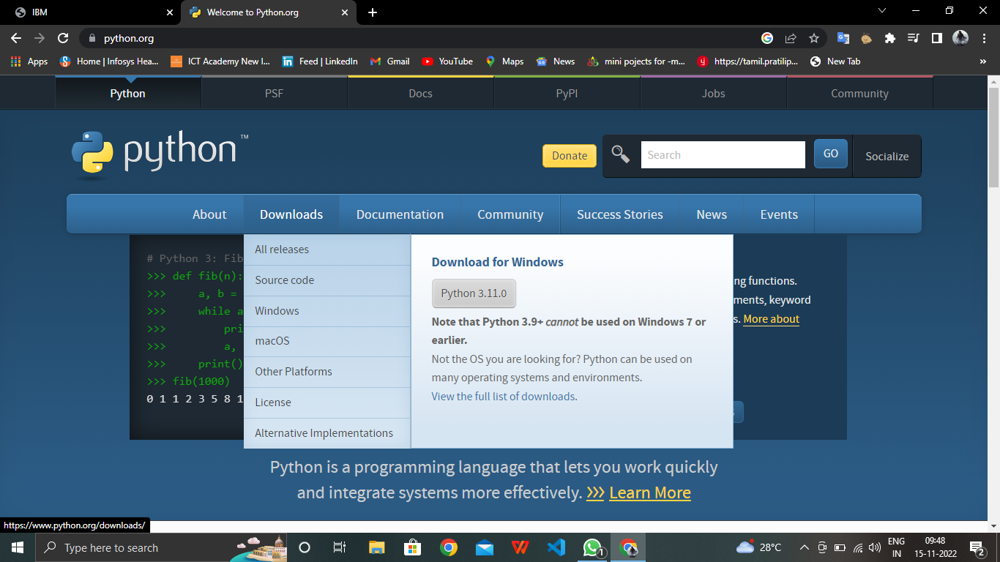 IBM
Welcome to Python.org
python.org
Apps
Home | Infosys Hea...
ICT Academy New I...
Feed | LinkedIn
Gmail
YouTube
Maps
News
mini pojects for -m...
https://tamil.pratilip...
New Tab
»
Python
PSF
Docs
PyPI
Jobs
Community
python™
Donate
Search
GO
Socialize
About
Downloads
Documentation
Community
Success Stories
News
Events
# Python 3: Fib
>>> def fib(n):
>>> a, b =
>>> while a
>>> pri
>>> a,
>>> print()
>>> fib(1000)
0 1 1 2 3 5 8 1
All releases
Source code
Windows
macOS
Other Platforms
License
Alternative Implementations
Download for Windows
Python 3.11.0
Note that Python 3.9+ cannot be used on Windows 7 or
earlier.
Not the OS you are looking for? Python can be used on
many operating systems and environments.
View the full list of downloads.
ng functions.
ments, keyword
s. More about
Python is a programming language that lets you work quickly
and integrate systems more effectively. >>> Learn More
https://www.python.org/downloads/
Type here to search
1
28°C
ENG
IN
09:48
15-11-2022
2